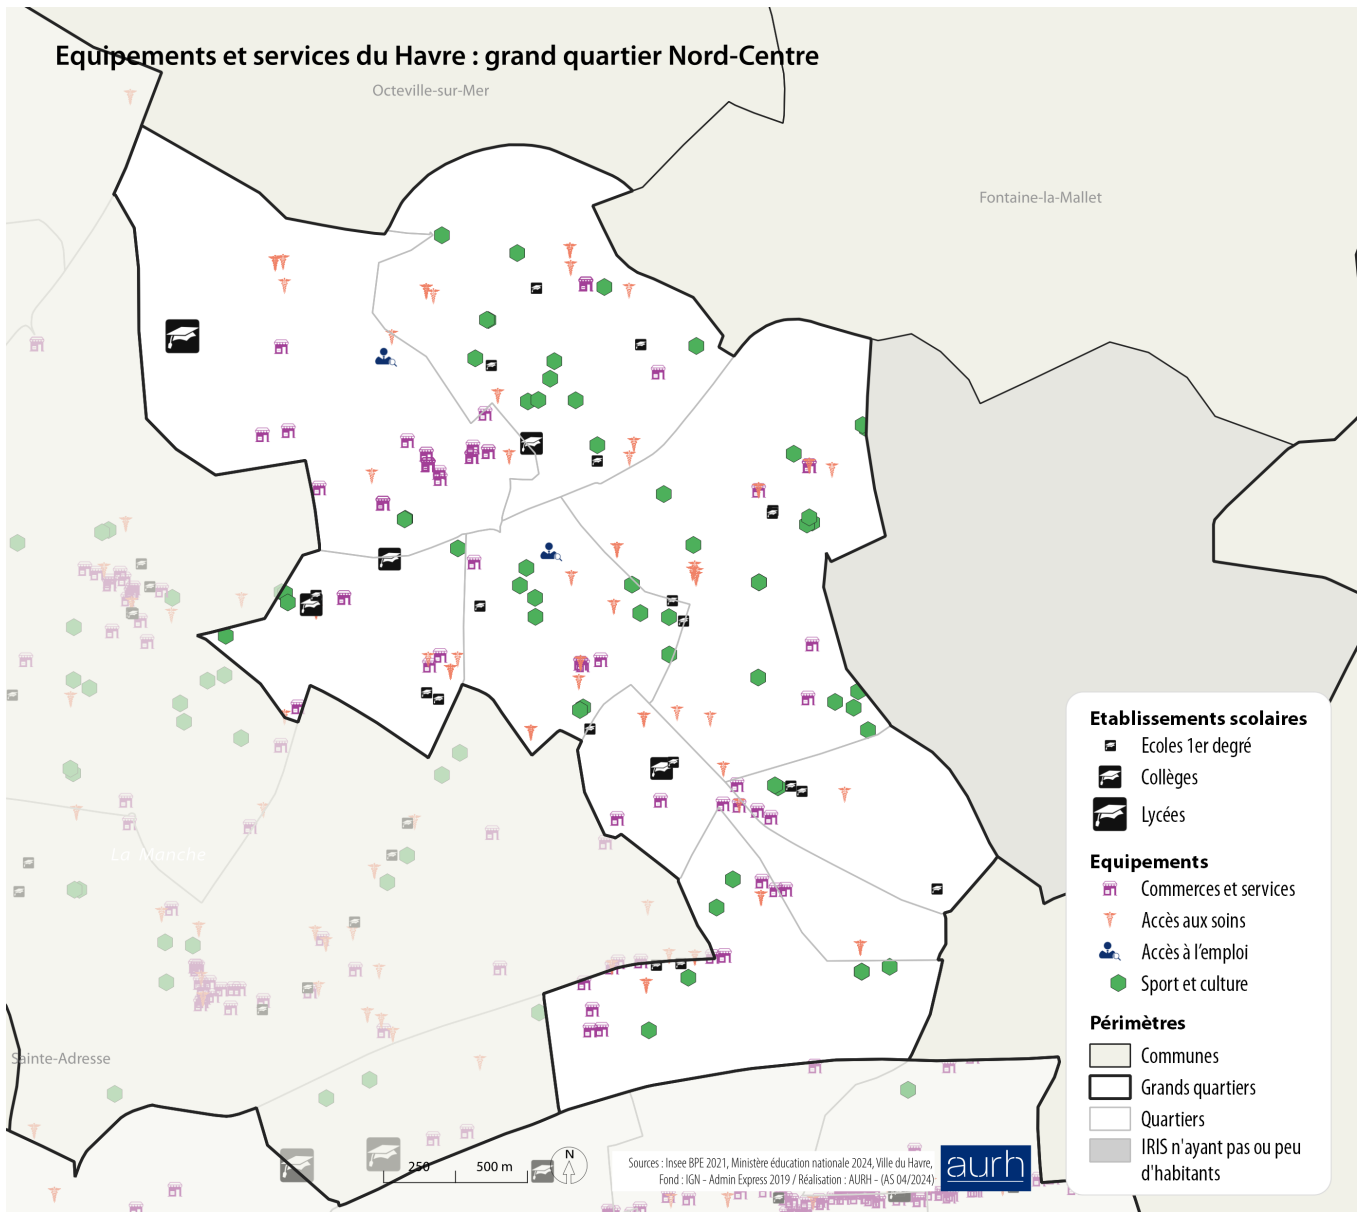 Equipements et services du Havre : grand quartier Nord-Centre
Octeville-sur-Mer
Fontaine-la-Mallet
La Manche
Sainte-Adresse
Etablissements scolaires
Ecoles 1er degré
Collèges
Lycées
Equipements
Commerces et services
Accès aux soins
Accès à l'emploi
Sport et culture
Périmètres
Communes
Grands quartiers
Quartiers
IRIS n'ayant pas ou peu
d'habitants
250 500 m
N
Sources : Insee BPE 2021, Ministère éducation nationale 2024, Ville du Havre,
Fond : IGN - Admin Express 2019 / Réalisation : AURH - (AS 04/2024)
aurh